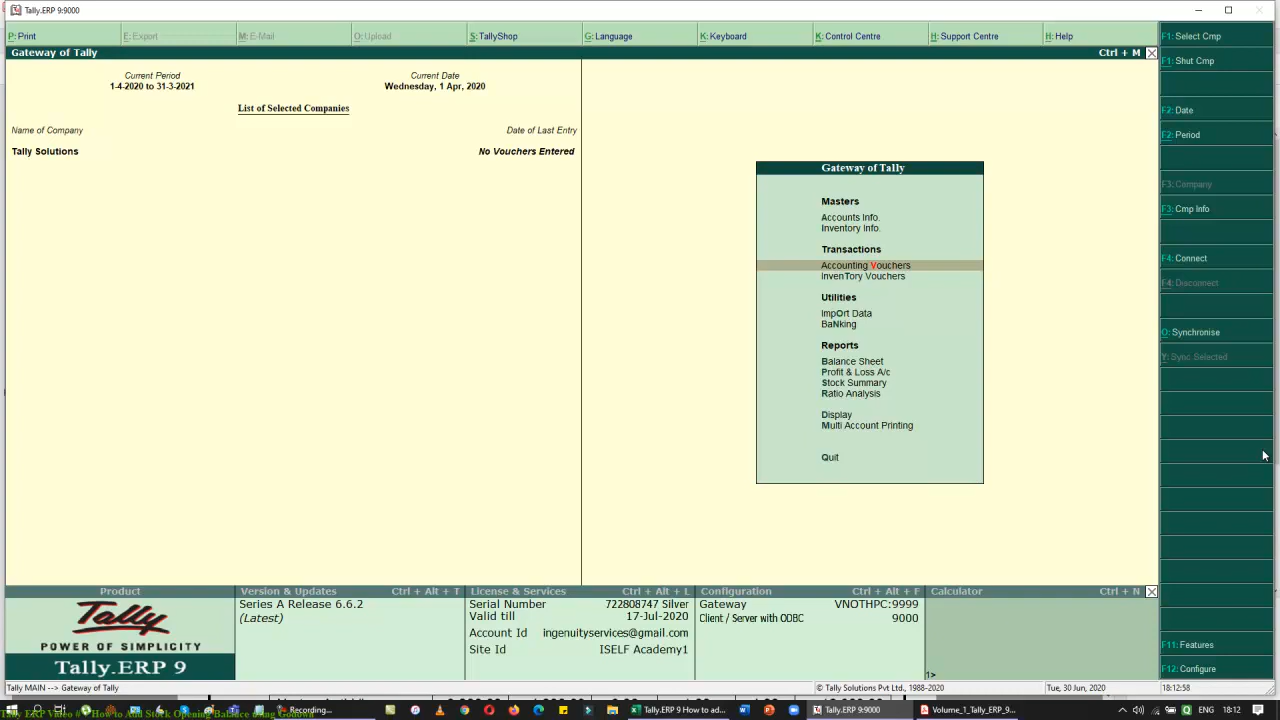 Tally.ERP 9:9000
P: Print
E: Export
M: E-Mail
O: Upload
S: TallyShop
G: Language
K: Keyboard
K: Control Centre
H: Support Centre
H: Help
Gateway of Tally
Ctrl + M
Current Period
1-4-2020 to 31-3-2021
Current Date
Wednesday, 1 Apr, 2020
List of Selected Companies
Name of Company
Date of Last Entry
Tally Solutions
No Vouchers Entered
Gateway of Tally
Masters
Accounts Info.
Inventory Info.
Transactions
Accounting Vouchers
InvenTory Vouchers
Utilities
ImpOrt Data
BaNking
Reports
Balance Sheet
Profit & Loss A/c
Stock Summary
Ratio Analysis
Display
Multi Account Printing
Quit
F1: Select Cmp
F1: Shut Cmp
F2: Date
F2: Period
F3: Company
F3: Cmp Info
F4: Connect
F4: Disconnect
O: Synchronise
Y: Sync Selected
F11: Features
F12: Configure
Product
Tally
POWER OF SIMPLICITY
Tally.ERP 9
Version & Updates
Ctrl + Alt + T
Series A Release 6.6.2
(Latest)
License & Services
Ctrl + Alt + L
Serial Number 722808747 Silver
Valid till 17-Jul-2020
Account Id ingenuityservices@gmail.com
Site Id ISELF Academy1
Configuration
Ctrl + Alt + F
Gateway VNOTHPC:9999
Client / Server with ODBC 9000
Calculator
Ctrl + N
1>
Tally MAIN --> Gateway of Tally
© Tally Solutions Pvt Ltd., 1988-2020
Tue, 30 Jun, 2020
18:12:58
Recording...
Tally.ERP 9 How to ad...
Tally.ERP 9:9000
Volume_1_Tally_ERP_9...
ENG
18:12